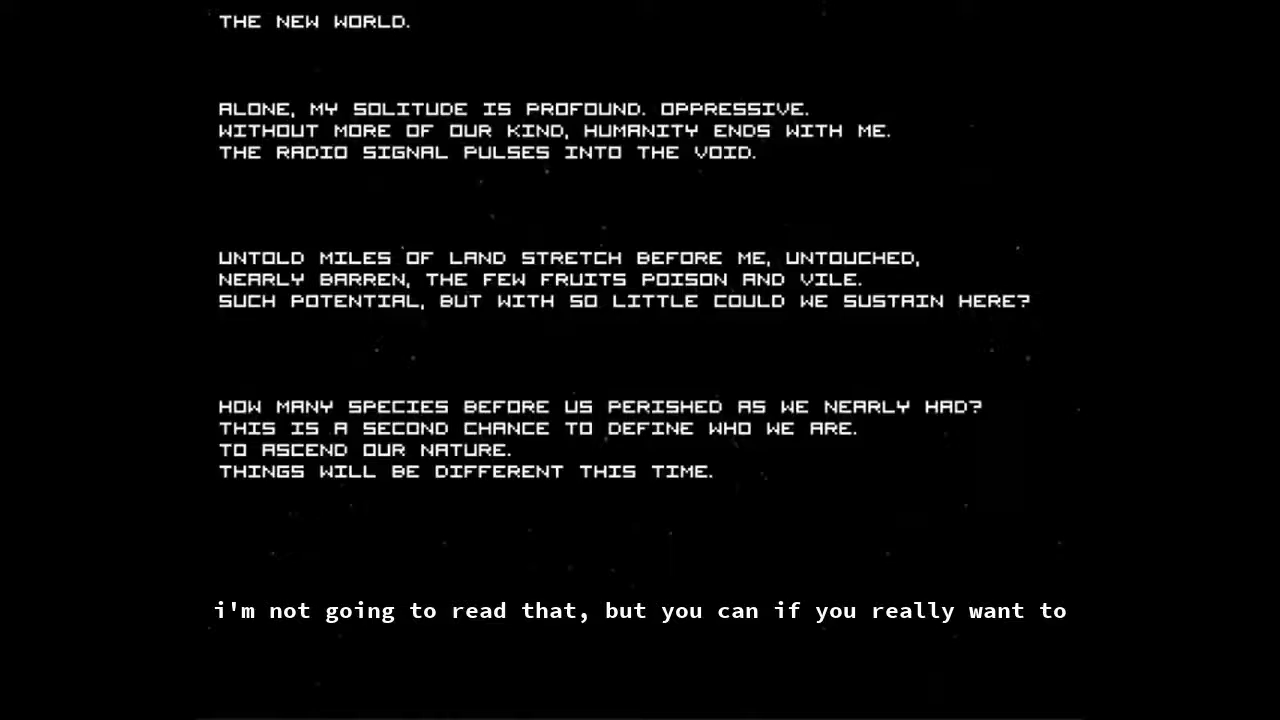 THE NEW WORLD.
ALONE, MY SOLITUDE IS PROFOUND. OPPRESSIVE.
WITHOUT MORE OF OUR KIND, HUMANITY ENDS WITH ME.
THE RADIO SIGNAL PULSES INTO THE VOID.
UNTOLD MILES OF LAND STRETCH BEFORE ME, UNTOUCHED,
NEARLY BARREN, THE FEW FRUITS POISON AND VILE.
SUCH POTENTIAL, BUT WITH SO LITTLE COULD WE SUSTAIN HERE?
HOW MANY SPECIES BEFORE US PERISHED AS WE NEARLY HAD?
THIS IS A SECOND CHANCE TO DEFINE WHO WE ARE.
TO ASCEND OUR NATURE.
THINGS WILL BE DIFFERENT THIS TIME.
i'm not going to read that, but you can if you really want to